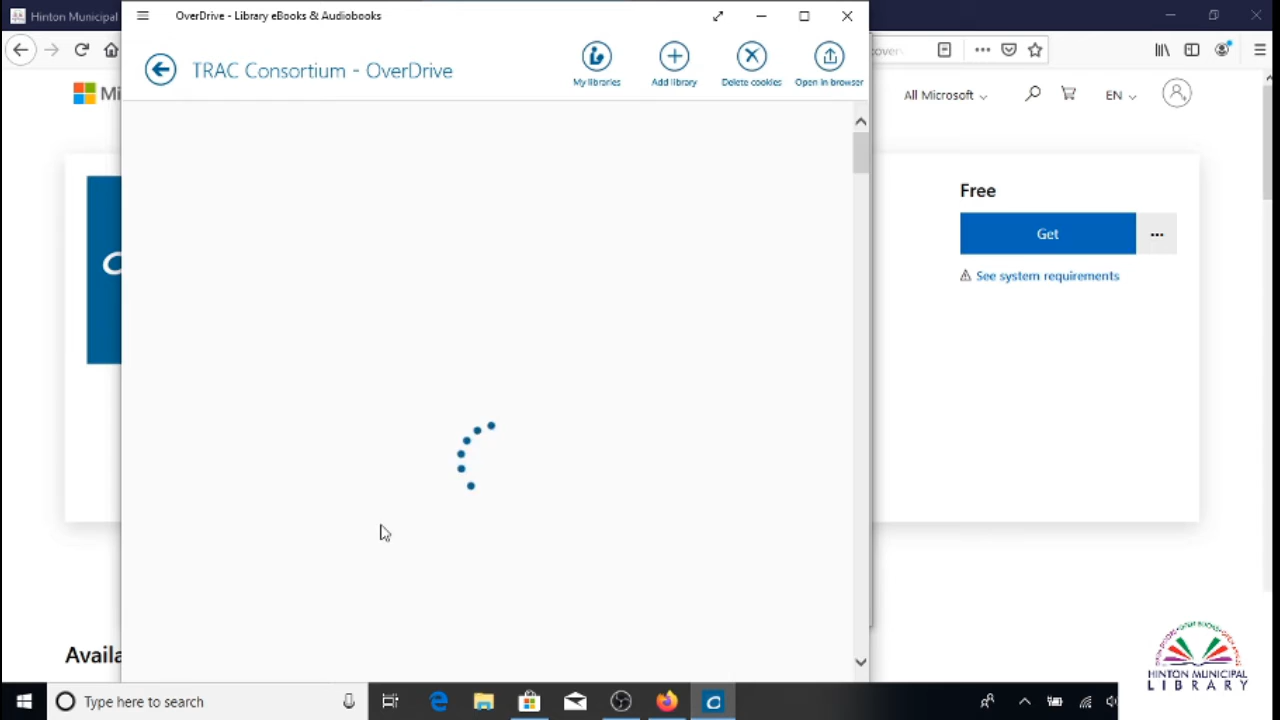 Hinton Municipal
OverDrive - Library eBooks & Audiobooks
TRAC Consortium - OverDrive
My libraries
Add library
Delete cookies
Open in browser
Mi
All Microsoft
EN
Free
Get
See system requirements
Availa
Type here to search
HINTON MUNICIPAL
LIBRARY